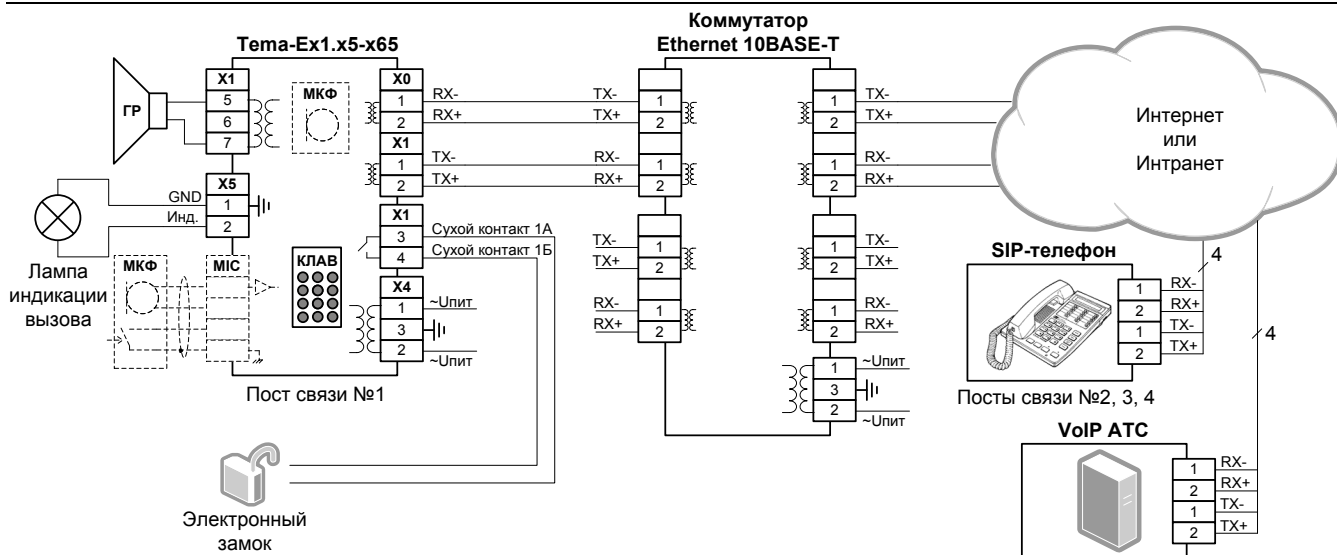 Tema-Ex1.x5-x65
ГР
X1
5
6
7
МКФ
X0
1 RX-
2 RX+
X1
1 TX-
2 TX+
X5
GND 1
Инд. 2
Лампа
индикации
вызова
МКФ
MIC
КЛАВ
X1
3 Сухой контакт 1А
4 Сухой контакт 1Б
X4
1 ~Uпит
3
2 ~Uпит
Пост связи №1
Электронный
замок
Коммутатор
Ethernet 10BASE-T
TX- 1
TX+ 2
RX- 1
RX+ 2
TX- 1
TX+ 2
RX- 1
RX+ 2
1 TX-
2 TX+
1 RX-
2 RX+
1 TX-
2 TX+
1 RX-
2 RX+
1 ~Uпит
3
2 ~Uпит
Интернет
или
Интранет
4
4
SIP-телефон
1 RX-
2 RX+
1 TX-
2 TX+
Посты связи №2, 3, 4
VoIP АТС
1 RX-
2 RX+
1 TX-
2 TX+